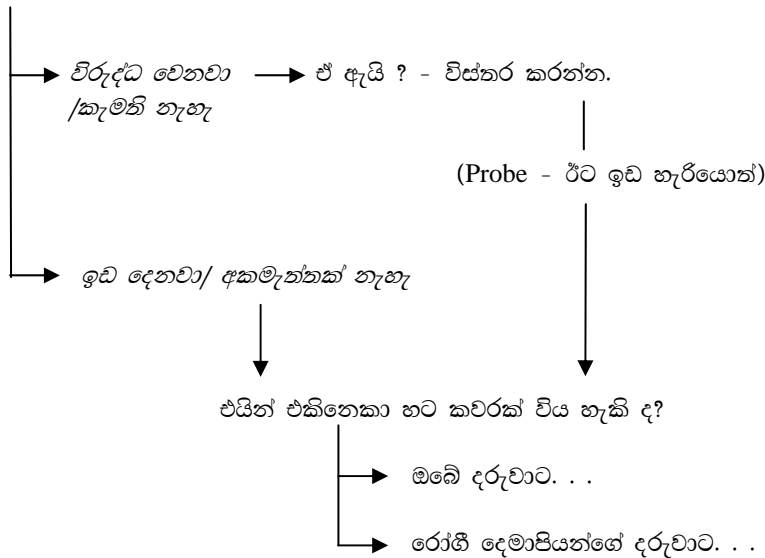 විරුද්ධ වෙනවා
/කැමති නැහැ
ඒ ඇයි ? - විස්තර කරන්න.
(Probe - ඊට ඉඩ හැරියොත්)
ඉඩ දෙනවා/ අකමැත්තක් නැහැ
එයින් එකිනෙකා හට කවරක් විය හැකි ද?
ඔබේ දරුවාට. . .
රෝගී දෙමාපියන්ගේ දරුවාට. . .